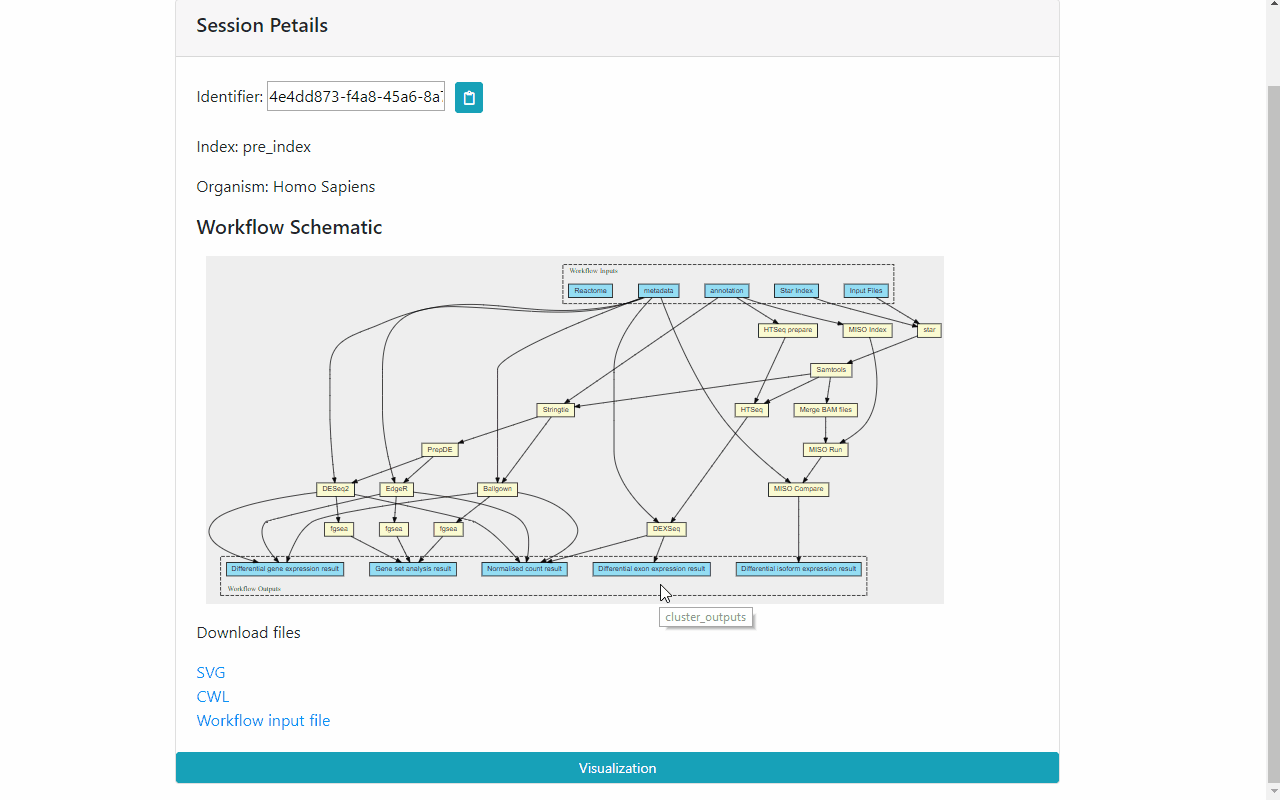 Session Petails
Identifier: 4e4dd873-f4a8-45a6-8a
Index: pre_index
Organism: Homo Sapiens
Workflow Schematic
Workflow Inputs
Reactome metadata annotation Star Index Input Files
HTSeq prepare MISO Index star
Samtools
Stringtie HTSeq Merge BAM files
PrepDE MISO Run
DESeq2 EdgeR Ballgown MISO Compare
fgsea fgsea fgsea DEXSeq
Differential gene expression result Gene set analysis result Normalised count result Differential exon expression result Differential isoform expression result
Workflow Outputs
cluster_outputs
Download files
SVG
CWL
Workflow input file
Visualization